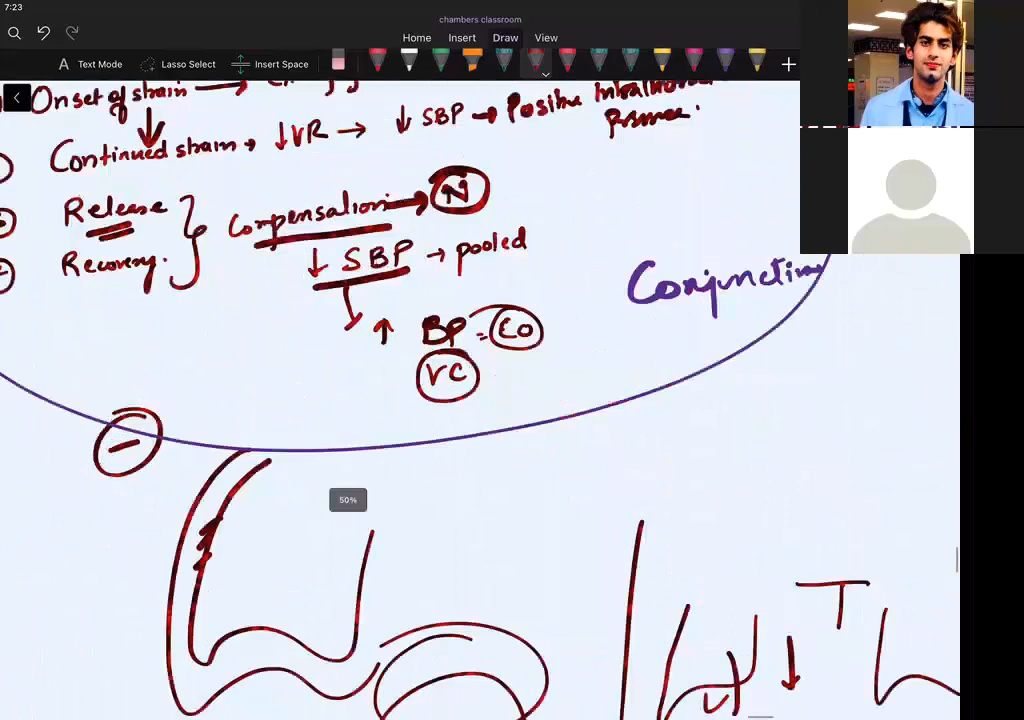 7:23
chambers classroom
Home Insert Draw View
Text Mode Lasso Select Insert Space
Onset of strain →
Continued strain → ↓VR → ↓ SBP → Positive
Release
Compensation → N
Recovery.
↓ SBP → pooled
Conjunctiva
↑ BP = CO
VC
50%
T